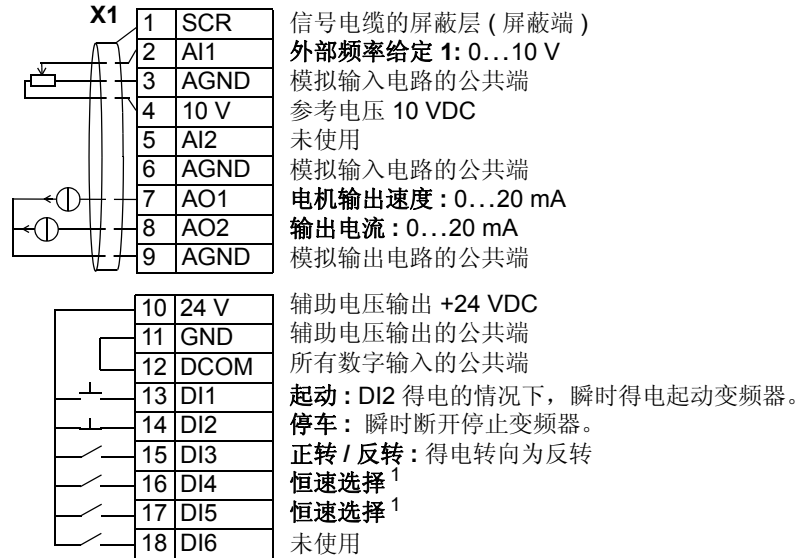 X1
1 SCR 信号电缆的屏蔽层 ( 屏蔽端 )
2 AI1 外部频率给定 1: 0…10 V
3 AGND 模拟输入电路的公共端
4 10 V 参考电压 10 VDC
5 AI2 未使用
6 AGND 模拟输入电路的公共端
7 AO1 电机输出速度 : 0…20 mA
8 AO2 输出电流 : 0…20 mA
9 AGND 模拟输出电路的公共端
10 24 V 辅助电压输出 +24 VDC
11 GND 辅助电压输出的公共端
12 DCOM 所有数字输入的公共端
13 DI1 起动 : DI2 得电的情况下，瞬时得电起动变频器。
14 DI2 停车 : 瞬时断开停止变频器。
15 DI3 正转 / 反转 : 得电转向为反转
16 DI4 恒速选择 1
17 DI5 恒速选择 1
18 DI6 未使用